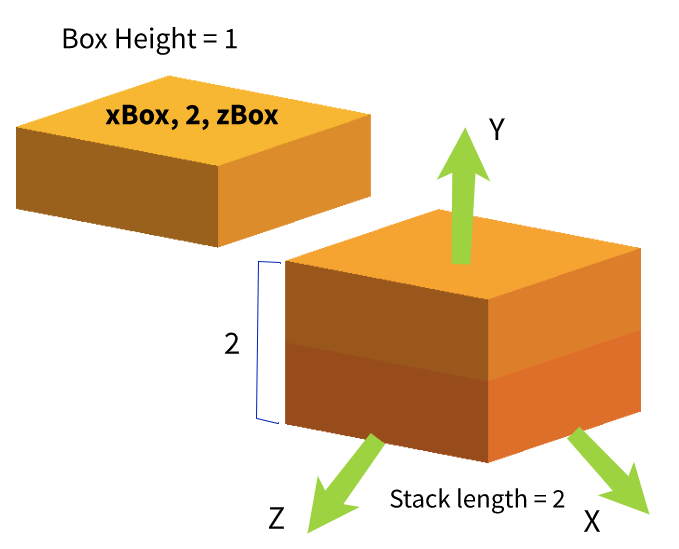 Box Height = 1
xBox, 2, zBox
Y
2
Stack length = 2
Z
X